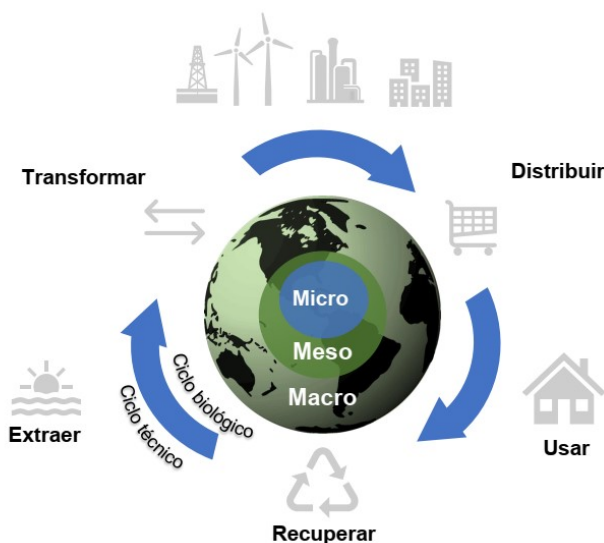 Transformar
Distribuir
Micro
Meso
Macro
Ciclo biológico
Ciclo técnico
Extraer
Usar
Recuperar